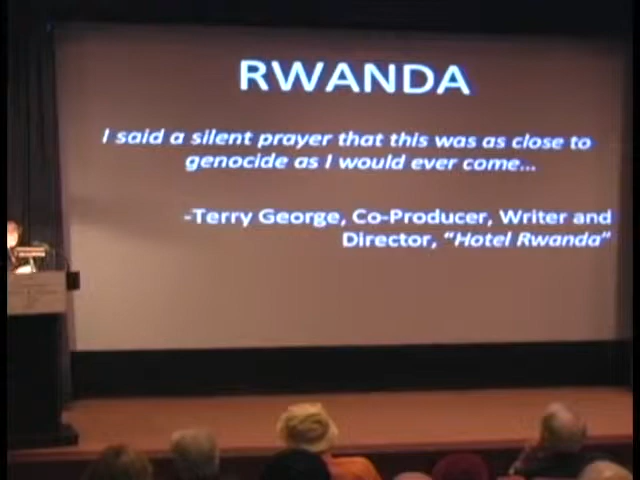 RWANDA
I said a silent prayer that this was as close to
genocide as I would ever come...
-Terry George, Co-Producer, Writer and
Director, "Hotel Rwanda"